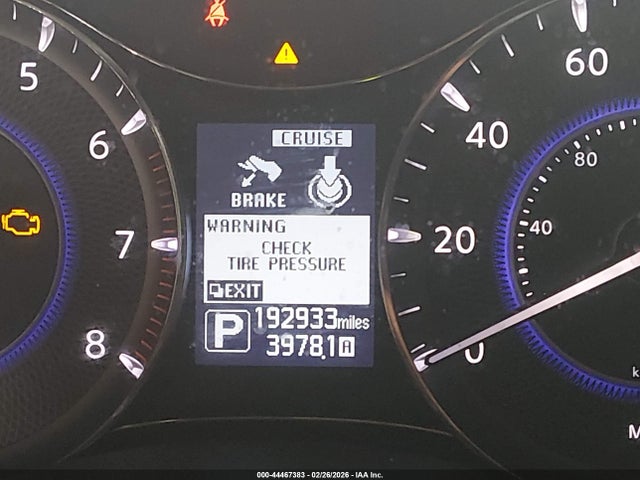 5
6
7
8
CRUISE
BRAKE
WARNING
CHECK
TIRE PRESSURE
EXIT
P
192933miles
3978.1 A
60
40
20
0
80
40
k
M
000-44467383 - 02/26/2026 - IAA Inc.